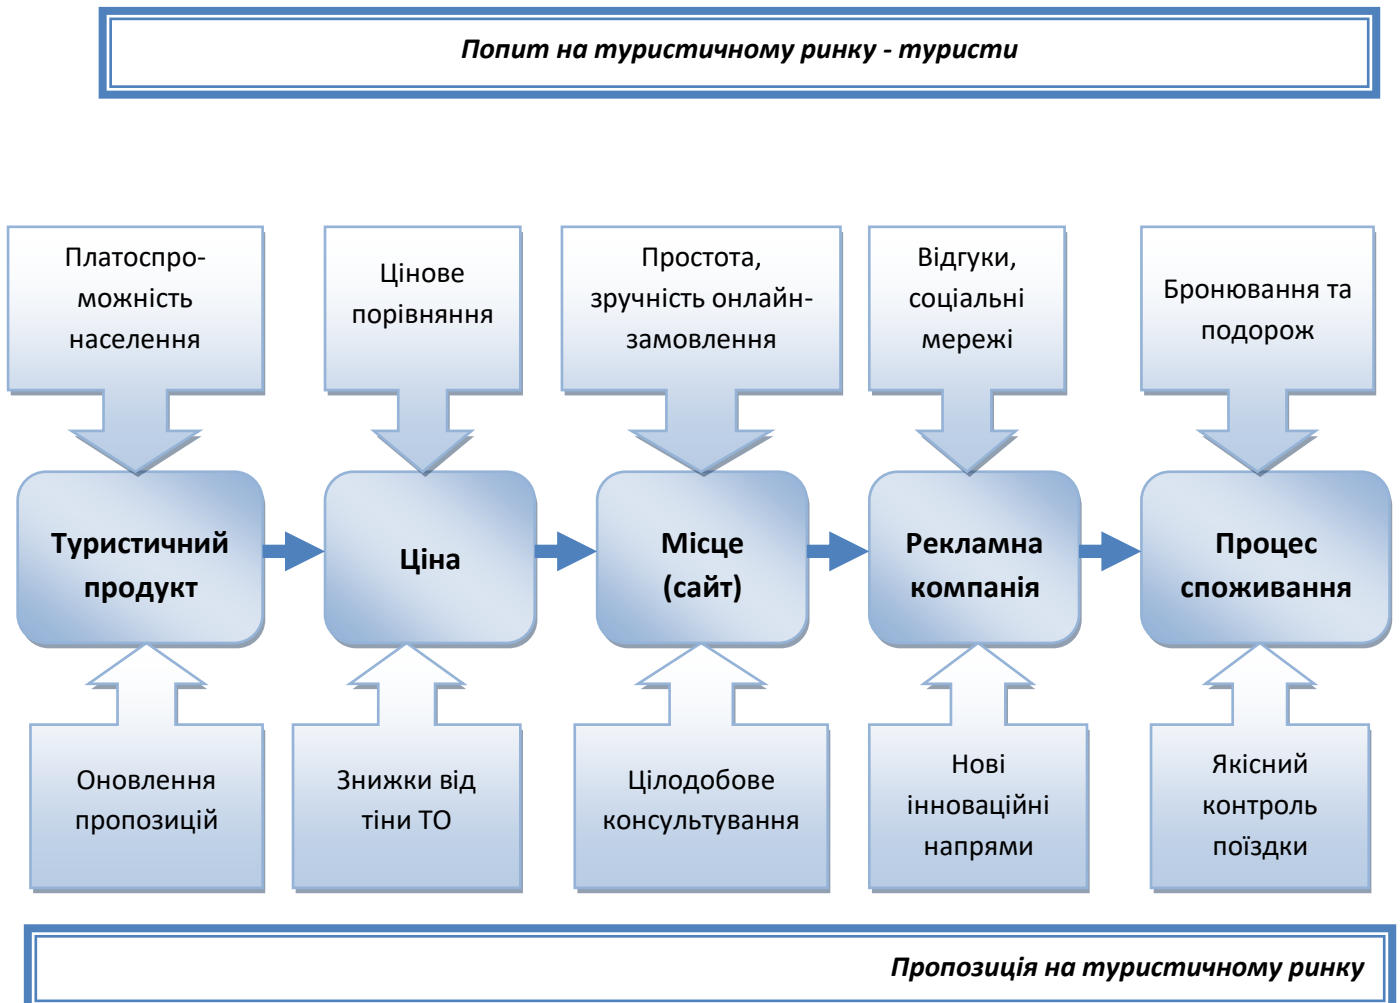 Попит на туристичному ринку - туристи
Платоспро-
можність
населення
Цінове
порівняння
Простота,
зручність онлайн-
замовлення
Відгуки,
соціальні
мережі
Бронювання та
подорож
Туристичний
продукт
Ціна
Місце
(сайт)
Рекламна
компанія
Процес
споживання
Оновлення
пропозицій
Знижки від
тіни ТО
Цілодобове
консультування
Нові
інноваційні
напрями
Якісний
контроль
поїздки
Пропозиція на туристичному ринку